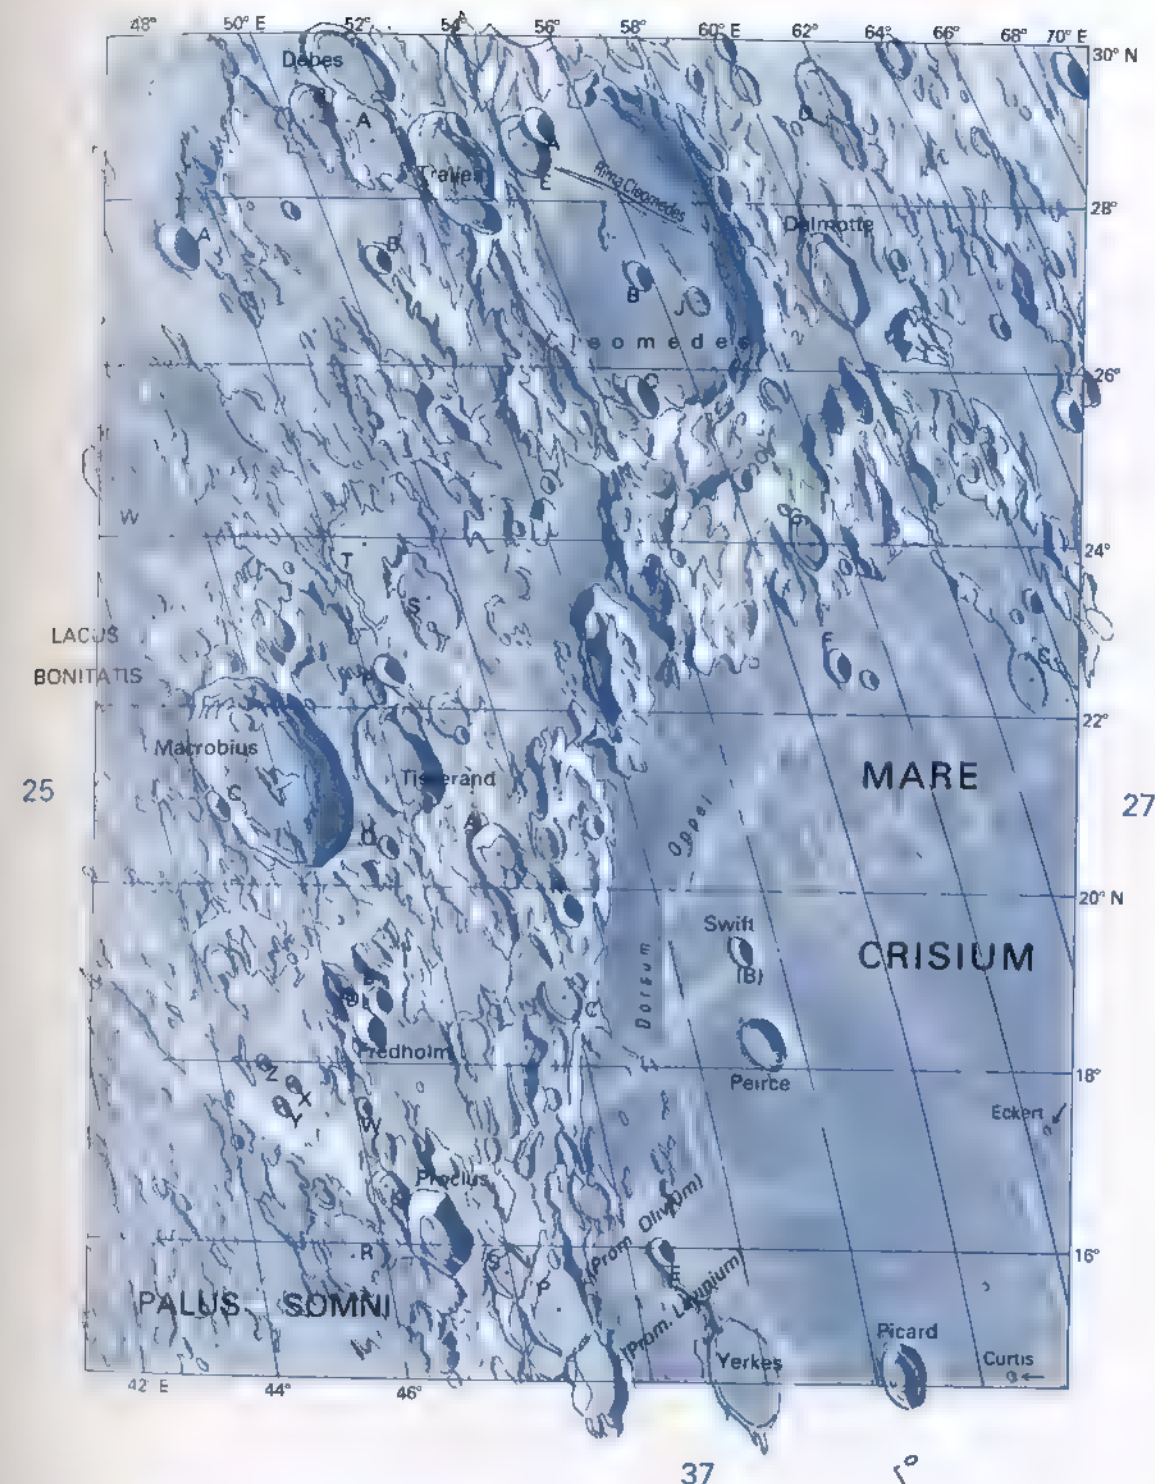 48° 50° E 52° 54° 56° 58° 60° E 62° 64° 66° 68° 70° E
30° N
Debes
A
D
A
Tralles
E
Rima Cleomedes
28°
Delmotte
A
B
B
J
26°
C
W
24°
T
G
S
LACUS
F
BONITATIS
P
22°
Macrobius
MARE
Tisserand
25
C
27
Oppel
A
20° N
Swift
CRISIUM
(B)
Dorsum
C
Fredholm
18°
Z
Peirce
X
Y
Eckert
W
Proclus
(Prom. Olivium)
R
16°
S
P
E
PALUS SOMNI
(Prom. Lavinium)
Picard
Yerkes
Curtis
42° E 44° 46°
37